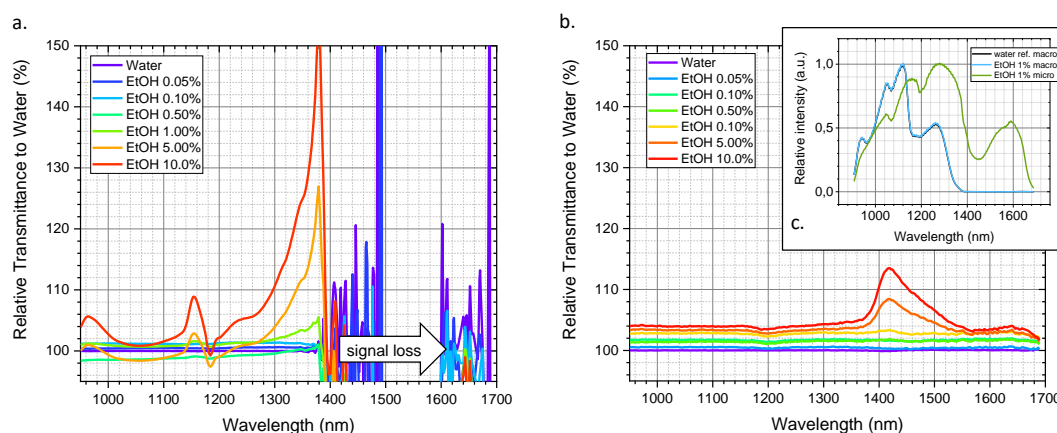 a.
150
140
130
120
110
100
Relative Transmittance to Water (%)
Water
EtOH 0.05%
EtOH 0.10%
EtOH 0.50%
EtOH 1.00%
EtOH 5.00%
EtOH 10.0%
signal loss
1000 1100 1200 1300 1400 1500 1600 1700
Wavelength (nm)
b.
150
140
130
120
110
100
Relative Transmittance to Water (%)
Water
EtOH 0.05%
EtOH 0.10%
EtOH 0.50%
EtOH 0.10%
EtOH 5.00%
EtOH 10.0%
1000 1100 1200 1300 1400 1500 1600 1700
Wavelength (nm)
water ref. macro
EtOH 1% macro
EtOH 1% micro
1,0
0,5
0,0
Relative intensity (a.u.)
1000 1200 1400 1600
Wavelength (nm)
c.